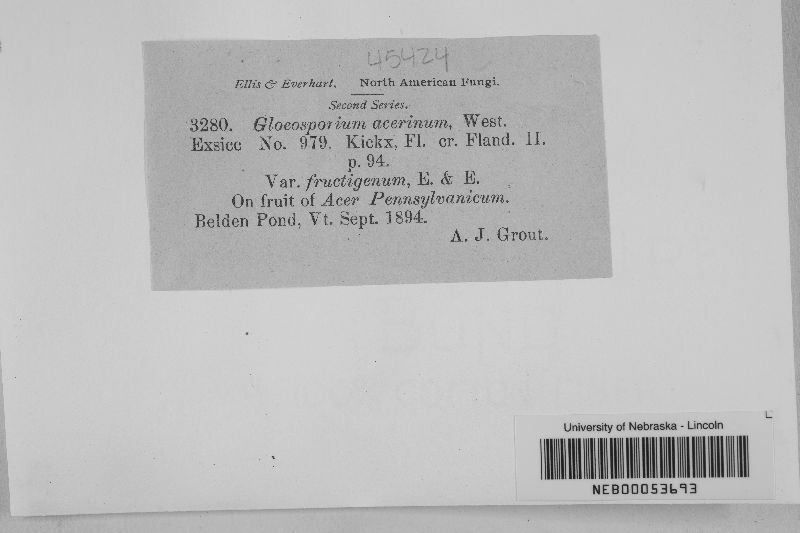 45424
Ellis & Everhart, North American Fungi.
Second Series.
3280. Gloeosporium acerinum, West.
Exsicc No. 979. Kickx, Fl. cr. Fland. II.
p. 94.
Var. fructigenum, E. & E.
On fruit of Acer Pennsylvanicum.
Belden Pond, Vt. Sept. 1894.
A. J. Grout.
University of Nebraska - Lincoln
NEB00053693